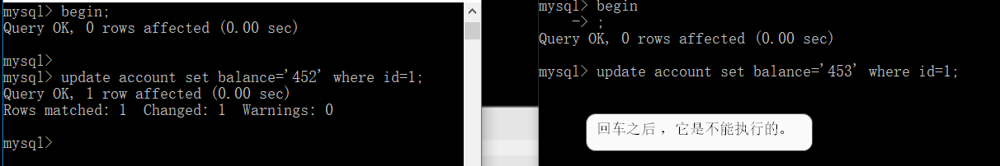 mysql> begin;
Query OK, 0 rows affected (0.00 sec)
mysql>
mysql> update account set balance='452' where id=1;
Query OK, 1 row affected (0.00 sec)
Rows matched: 1  Changed: 1  Warnings: 0
mysql>
mysql> begin
    -> ;
Query OK, 0 rows affected (0.00 sec)
mysql> update account set balance='453' where id=1;
回车之后，它是不能执行的。